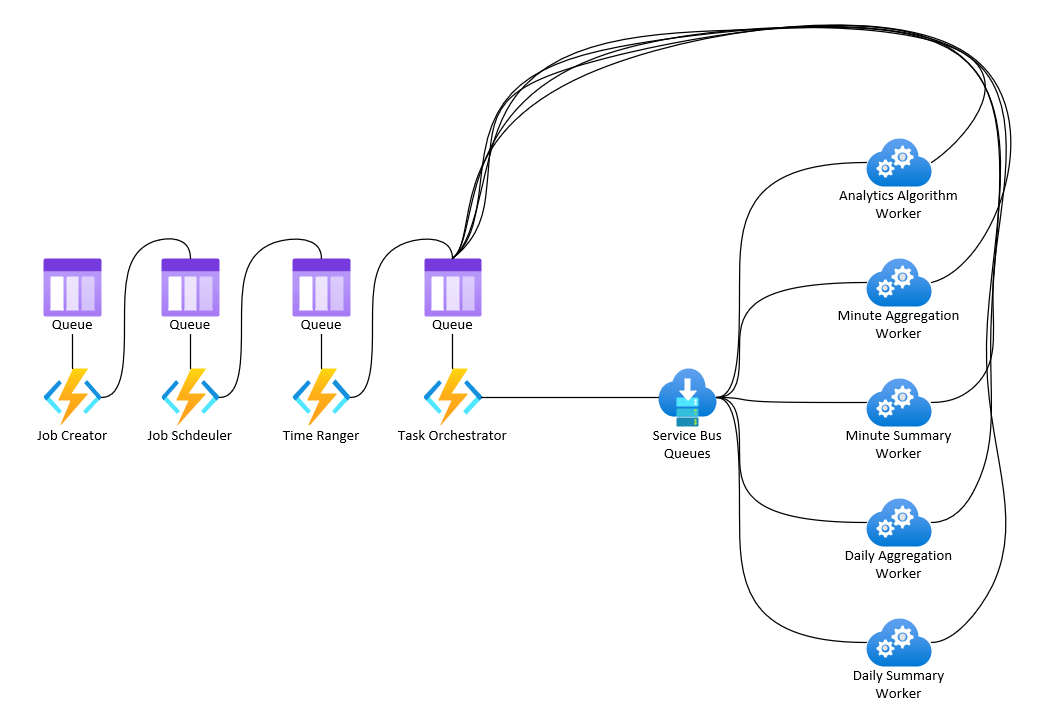 Queue
Queue
Queue
Queue
Job Creator
Job Schdeuler
Time Ranger
Task Orchestrator
Service Bus
Queues
Analytics Algorithm
Worker
Minute Aggregation
Worker
Minute Summary
Worker
Daily Aggregation
Worker
Daily Summary
Worker